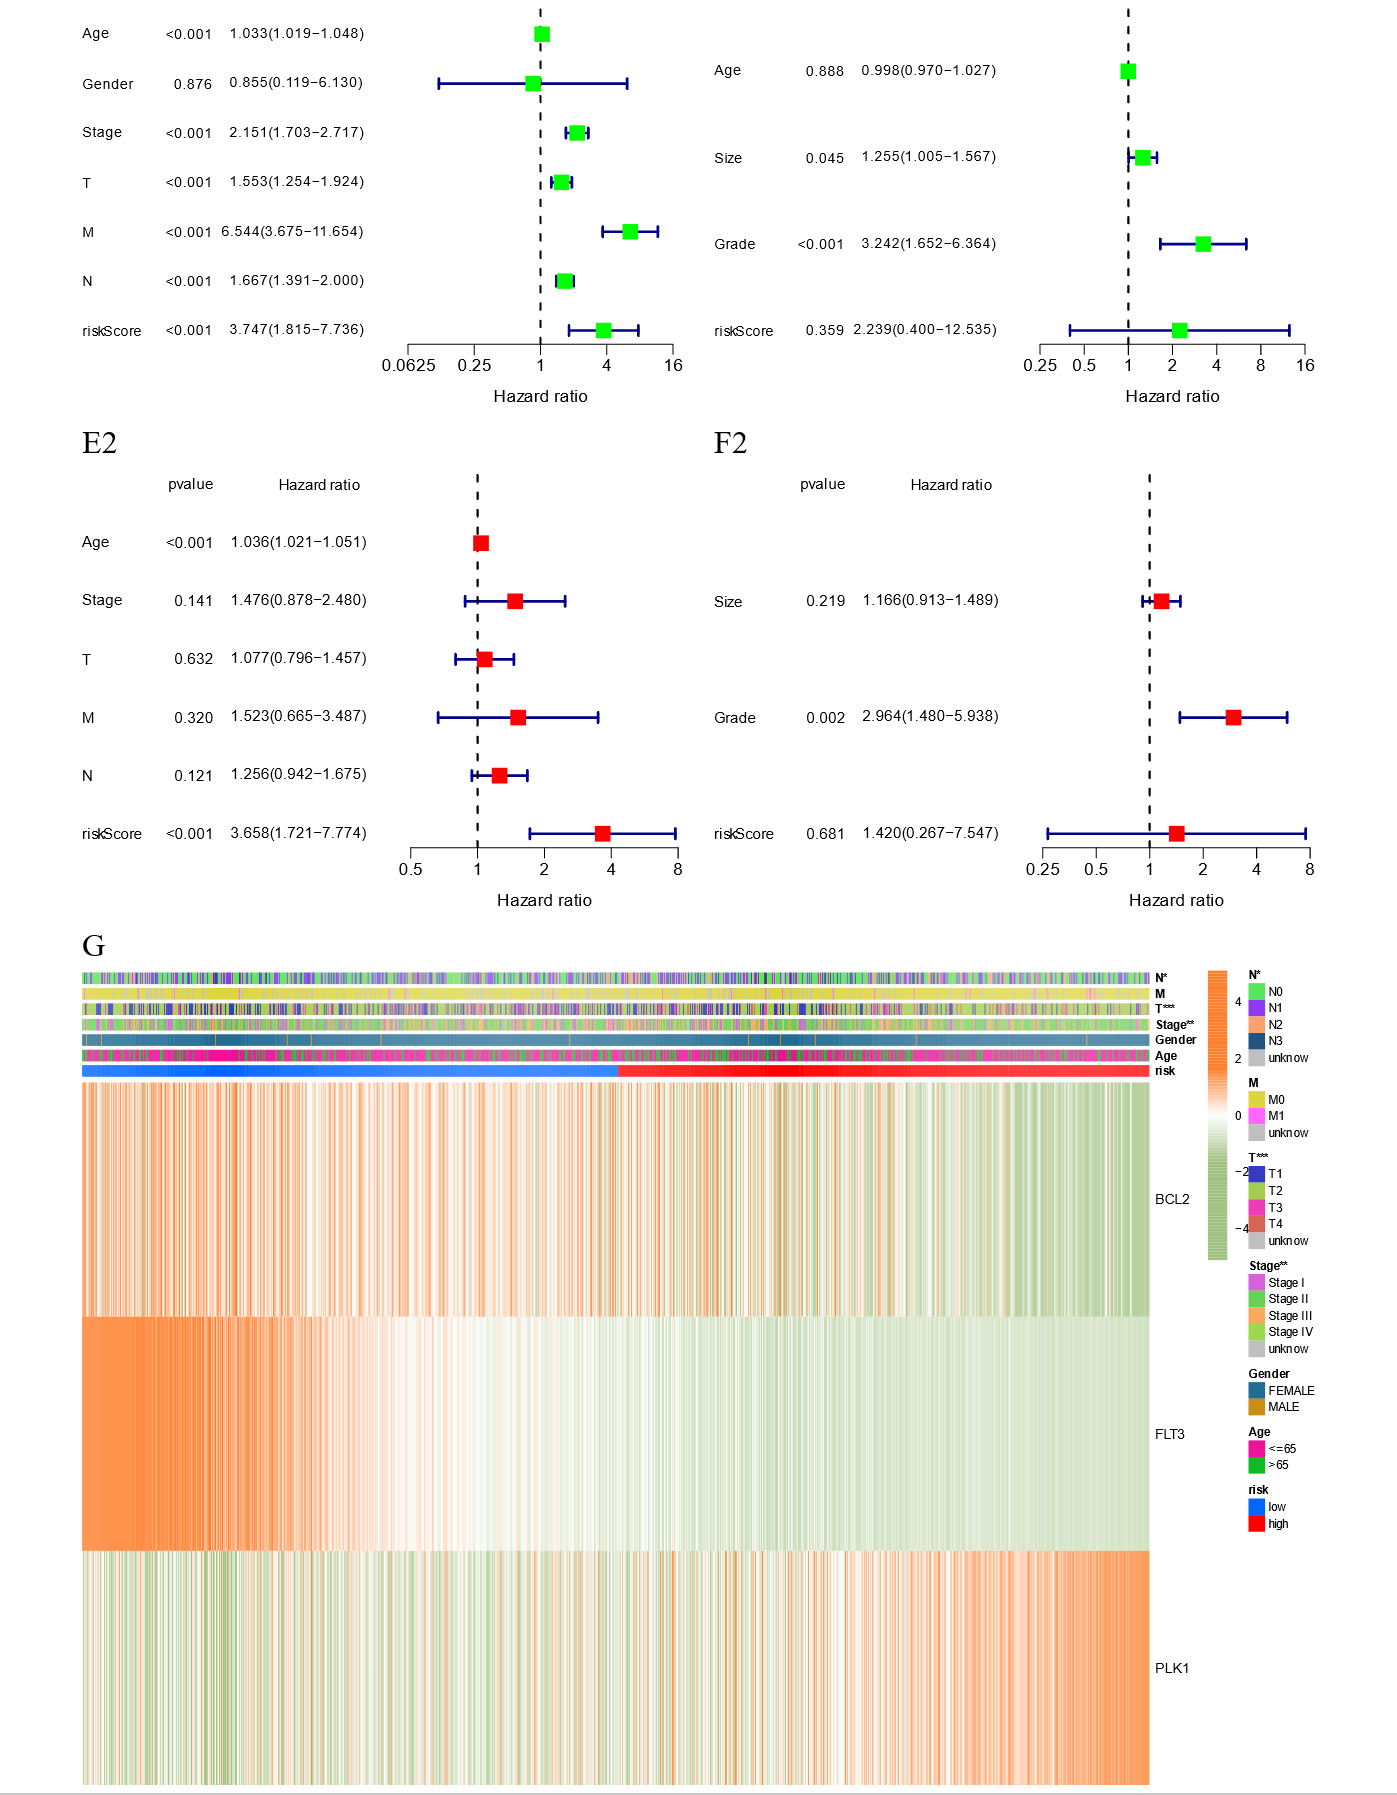 Age <0.001 1.033(1.019−1.048)
Gender 0.876 0.855(0.119−6.130)
Stage <0.001 2.151(1.703−2.717)
T <0.001 1.553(1.254−1.924)
M <0.001 6.544(3.675−11.654)
N <0.001 1.667(1.391−2.000)
riskScore <0.001 3.747(1.815−7.736)
0.0625 0.25 1 4 16
Hazard ratio
Age 0.888 0.998(0.970−1.027)
Size 0.045 1.255(1.005−1.567)
Grade <0.001 3.242(1.652−6.364)
riskScore 0.359 2.239(0.400−12.535)
0.25 0.5 1 2 4 8 16
Hazard ratio
E2
pvalue Hazard ratio
Age <0.001 1.036(1.021−1.051)
Stage 0.141 1.476(0.878−2.480)
T 0.632 1.077(0.796−1.457)
M 0.320 1.523(0.665−3.487)
N 0.121 1.256(0.942−1.675)
riskScore <0.001 3.658(1.721−7.774)
0.5 1 2 4 8
Hazard ratio
F2
pvalue Hazard ratio
Size 0.219 1.166(0.913−1.489)
Grade 0.002 2.964(1.480−5.938)
riskScore 0.681 1.420(0.267−7.547)
0.25 0.5 1 2 4 8
Hazard ratio
G
N*
M
T***
Stage**
Gender
Age
risk
BCL2
FLT3
PLK1
4
2
0
−2
−4
N*
N0
N1
N2
N3
unknow
M
M0
M1
unknow
T***
T1
T2
T3
T4
unknow
Stage**
Stage I
Stage II
Stage III
Stage IV
unknow
Gender
FEMALE
MALE
Age
<=65
>65
risk
low
high